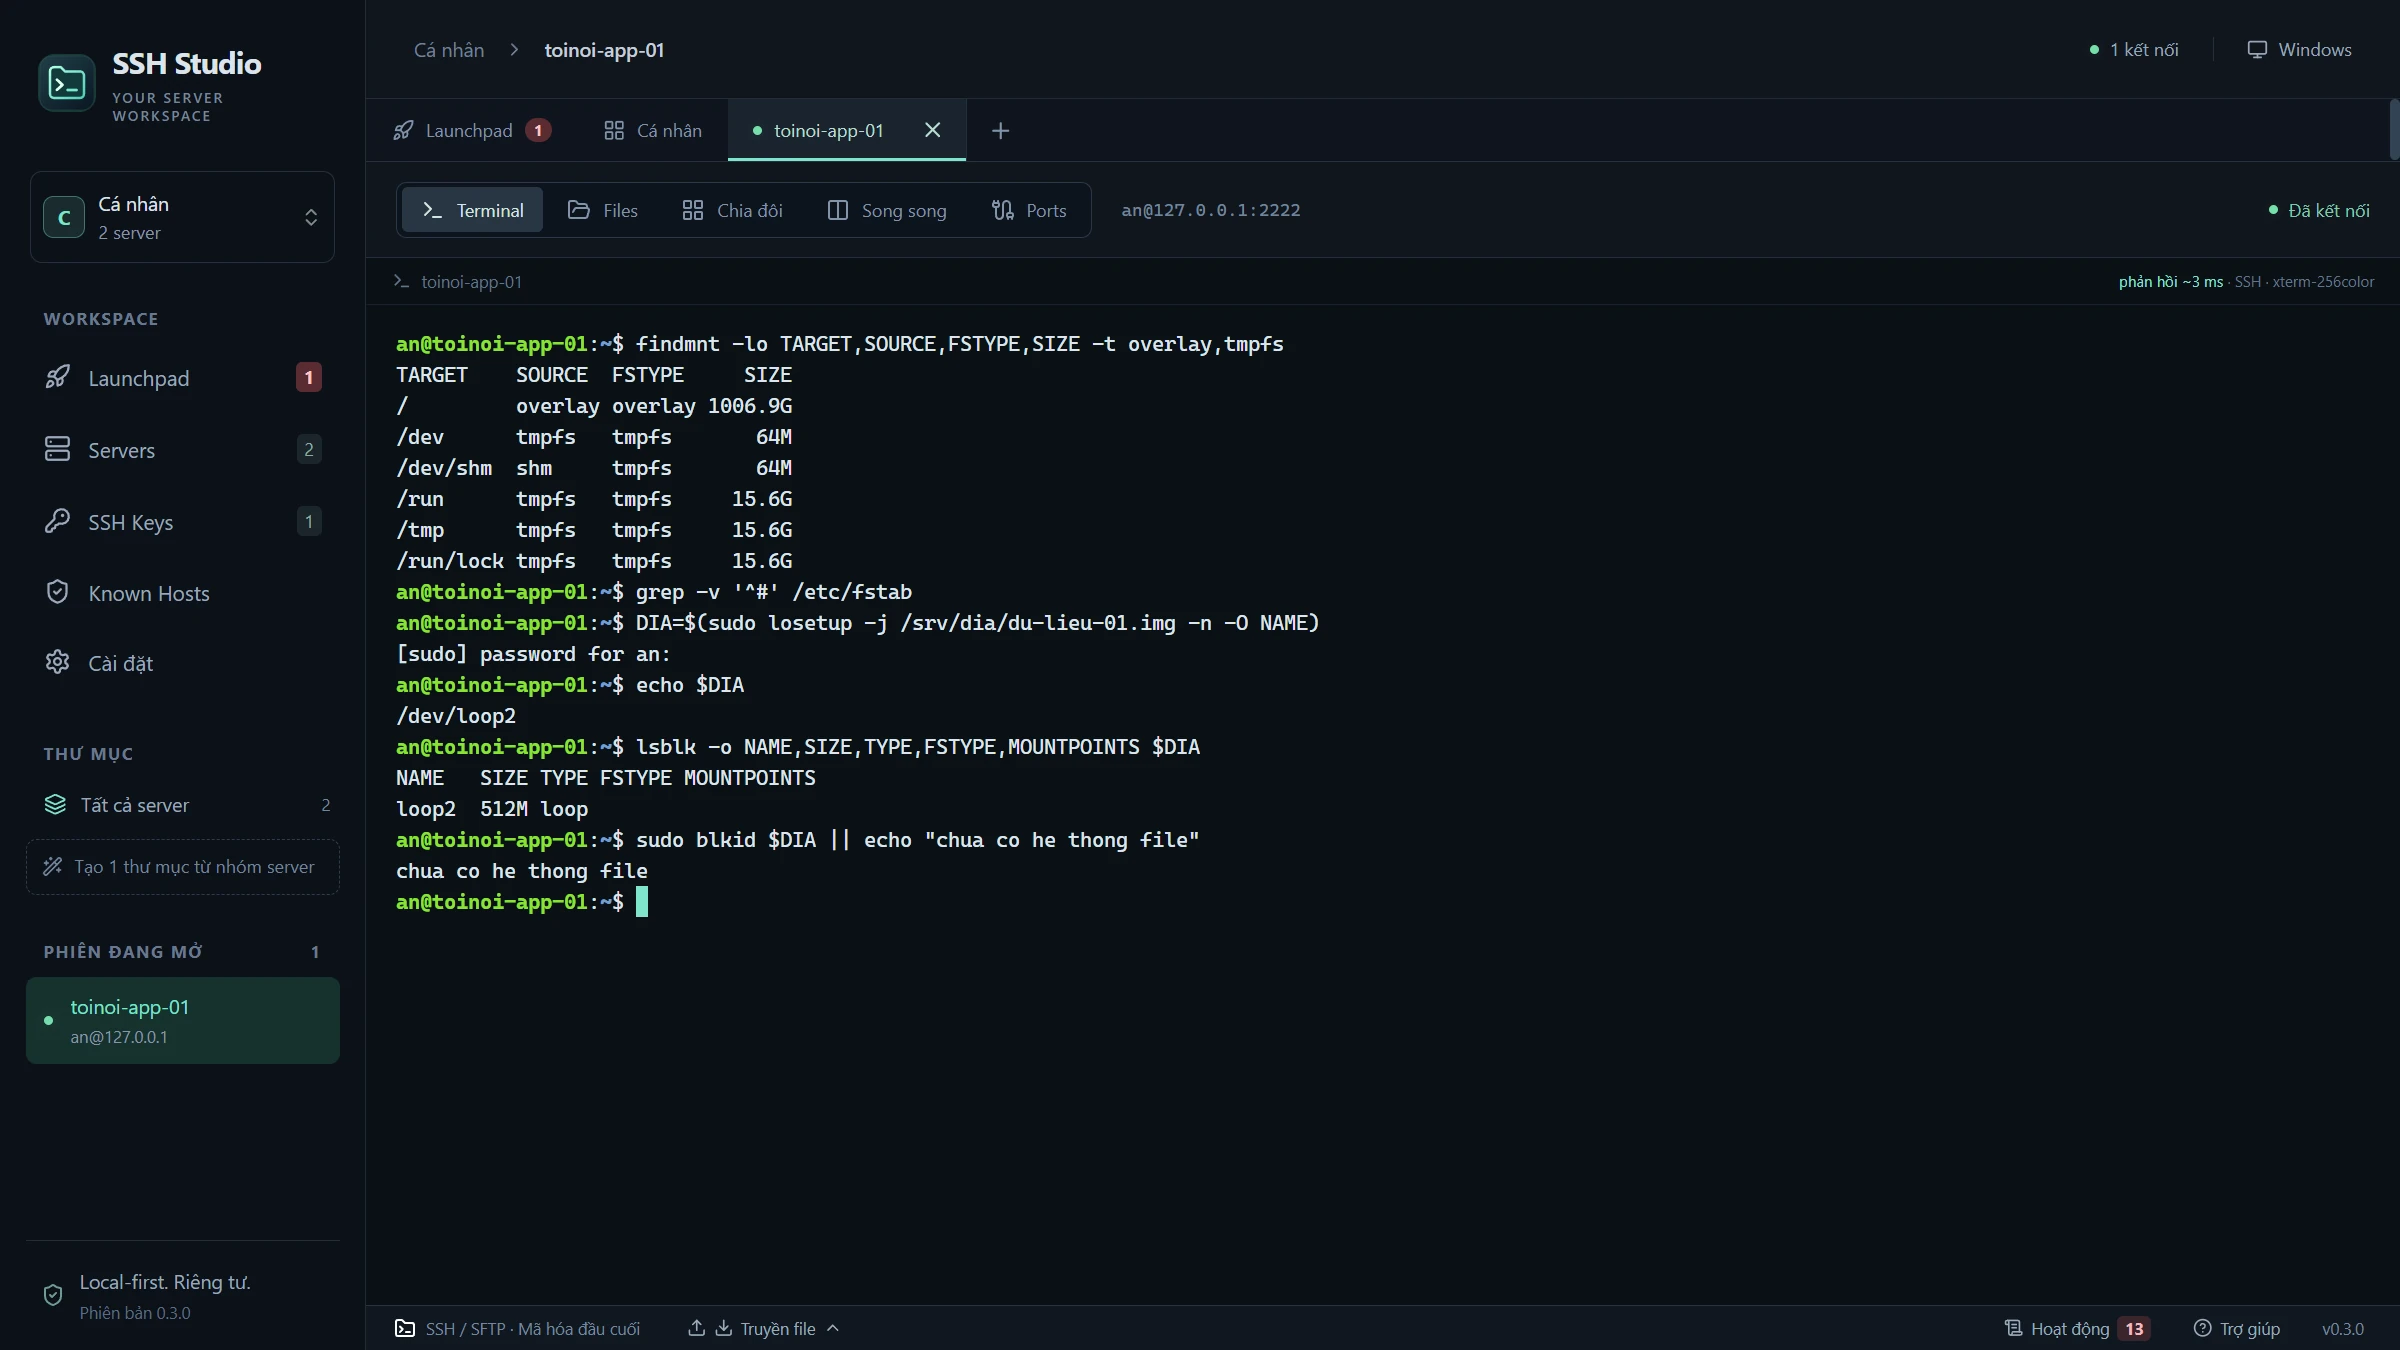 SSH Studio
YOUR SERVER
WORKSPACE
C
Cá nhân
2 server
WORKSPACE
Launchpad 1
Servers 2
SSH Keys 1
Known Hosts
Cài đặt
THƯ MỤC
Tất cả server 2
Tạo 1 thư mục từ nhóm server
PHIÊN ĐANG MỞ 1
toinoi-app-01
an@127.0.0.1
Local-first. Riêng tư.
Phiên bản 0.3.0
Cá nhân > toinoi-app-01
1 kết nối
Windows
Launchpad 1
Cá nhân
toinoi-app-01
Terminal
Files
Chia đôi
Song song
Ports
an@127.0.0.1:2222
Đã kết nối
toinoi-app-01
phản hồi ~3 ms · SSH · xterm-256color
an@toinoi-app-01:~$ findmnt -lo TARGET,SOURCE,FSTYPE,SIZE -t overlay,tmpfs
TARGET    SOURCE  FSTYPE     SIZE
/         overlay overlay 1006.9G
/dev      tmpfs   tmpfs       64M
/dev/shm  shm     tmpfs       64M
/run      tmpfs   tmpfs     15.6G
/tmp      tmpfs   tmpfs     15.6G
/run/lock tmpfs   tmpfs     15.6G
an@toinoi-app-01:~$ grep -v '^#' /etc/fstab
an@toinoi-app-01:~$ DIA=$(sudo losetup -j /srv/dia/du-lieu-01.img -n -O NAME)
[sudo] password for an:
an@toinoi-app-01:~$ echo $DIA
/dev/loop2
an@toinoi-app-01:~$ lsblk -o NAME,SIZE,TYPE,FSTYPE,MOUNTPOINTS $DIA
NAME   SIZE TYPE FSTYPE MOUNTPOINTS
loop2  512M loop
an@toinoi-app-01:~$ sudo blkid $DIA || echo "chua co he thong file"
chua co he thong file
an@toinoi-app-01:~$
SSH / SFTP · Mã hóa đầu cuối
Truyền file
Hoạt động 13
Trợ giúp
v0.3.0